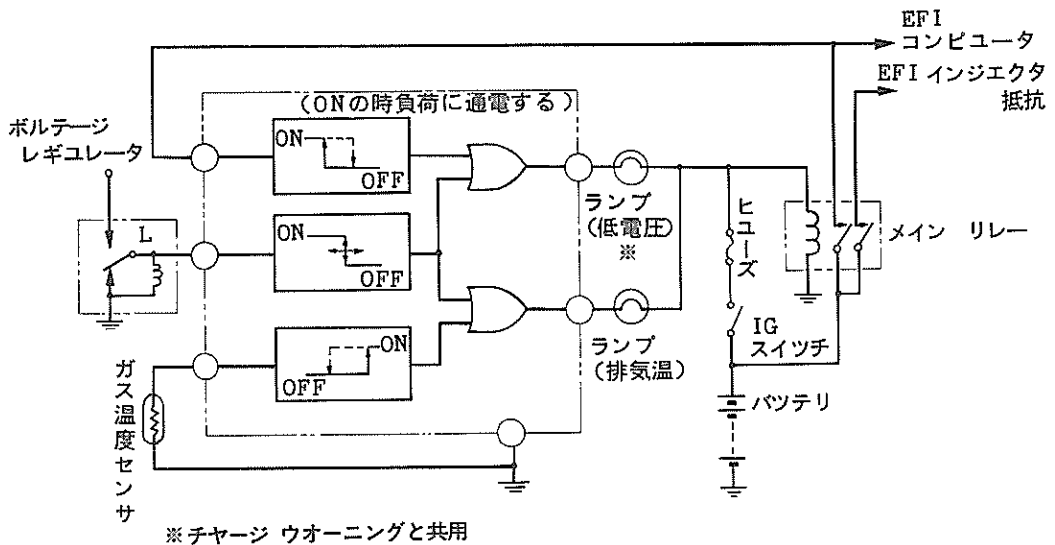 EFI
コンピュータ
EFI インジエクタ
抵抗
(ONの時負荷に通電する)
ボルテージ
レギユレータ
ON
OFF
L
ON
OFF
ON
OFF
ランプ
(低電圧)
※
ヒユーズ
メイン リレー
IG
スイッチ
ランプ
(排気温)
バツテリ
ガス温度センサ
※チヤージ ウオーニングと共用